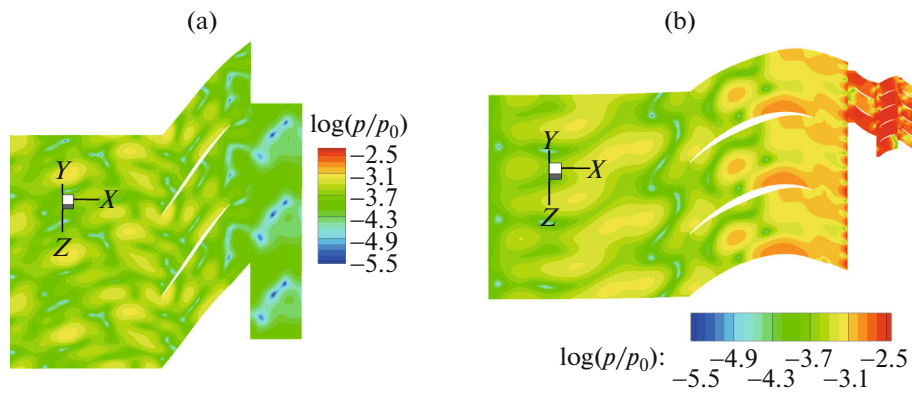 (a)
(b)
log(p/p₀)
−2.5
−3.1
−3.7
−4.3
−4.9
−5.5
Y
X
Z
Y
X
Z
log(p/p₀):
−4.9 −3.7 −2.5
−5.5 −4.3 −3.1